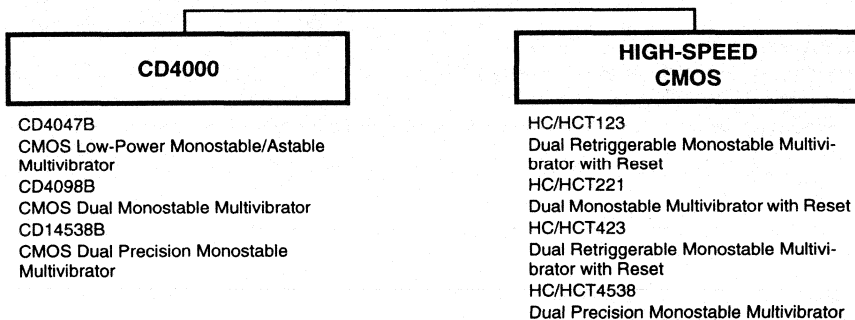 CD4000
CD4047B
CMOS Low-Power Monostable/Astable
Multivibrator
CD4098B
CMOS Dual Monostable Multivibrator
CD14538B
CMOS Dual Precision Monostable
Multivibrator
HIGH-SPEED
CMOS
HC/HCT123
Dual Retriggerable Monostable Multivi-
brator with Reset
HC/HCT221
Dual Monostable Multivibrator with Reset
HC/HCT423
Dual Retriggerable Monostable Multivi-
brator with Reset
HC/HCT4538
Dual Precision Monostable Multivibrator